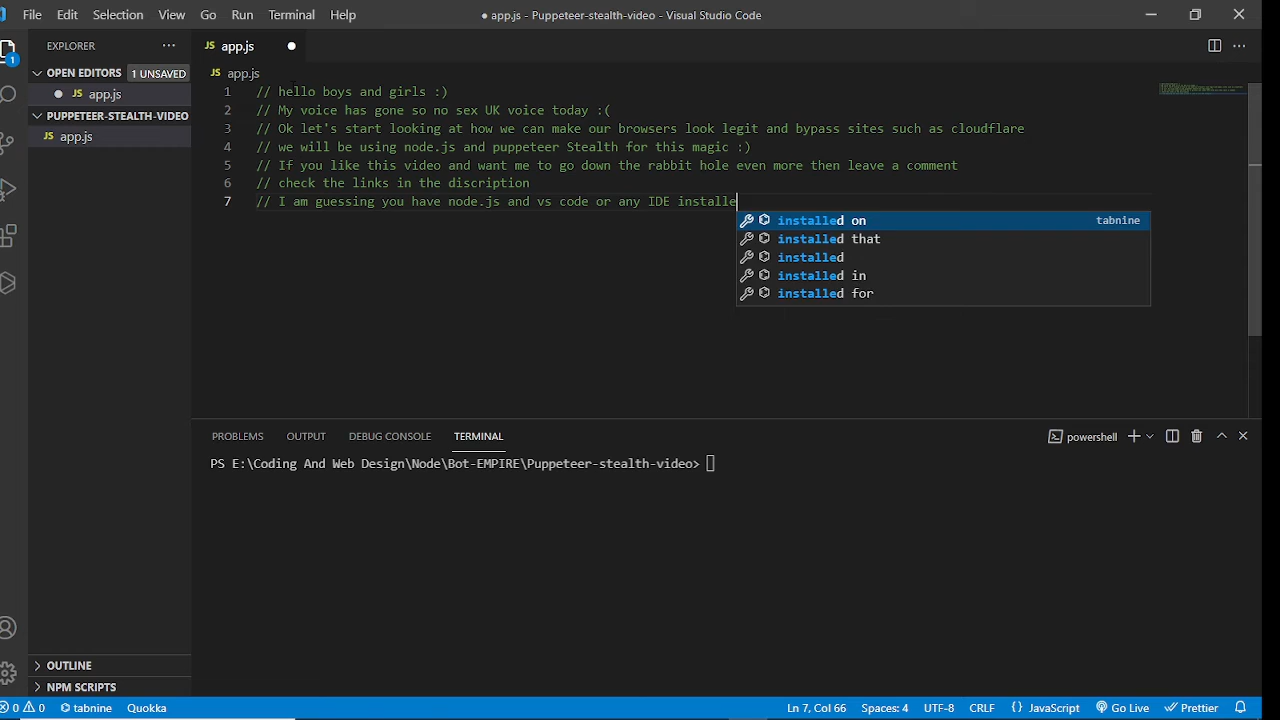 File Edit Selection View Go Run Terminal Help
● app.js - Puppeteer-stealth-video - Visual Studio Code
1
EXPLORER
OPEN EDITORS 1 UNSAVED
JS app.js
PUPPETEER-STEALTH-VIDEO
JS app.js
OUTLINE
NPM SCRIPTS
JS app.js
JS app.js
1 // hello boys and girls :)
2 // My voice has gone so no sex UK voice today :(
3 // Ok let's start looking at how we can make our browsers look legit and bypass sites such as cloudflare
4 // we will be using node.js and puppeteer Stealth for this magic :)
5 // If you like this video and want me to go down the rabbit hole even more then leave a comment
6 // check the links in the discription
7 // I am guessing you have node.js and vs code or any IDE installe
installed on tabnine
installed that
installed
installed in
installed for
PROBLEMS OUTPUT DEBUG CONSOLE TERMINAL powershell
PS E:\Coding And Web Design\Node\Bot-EMPIRE\Puppeteer-stealth-video>
0 0 tabnine Quokka Ln 7, Col 66 Spaces: 4 UTF-8 CRLF {} JavaScript Go Live Prettier